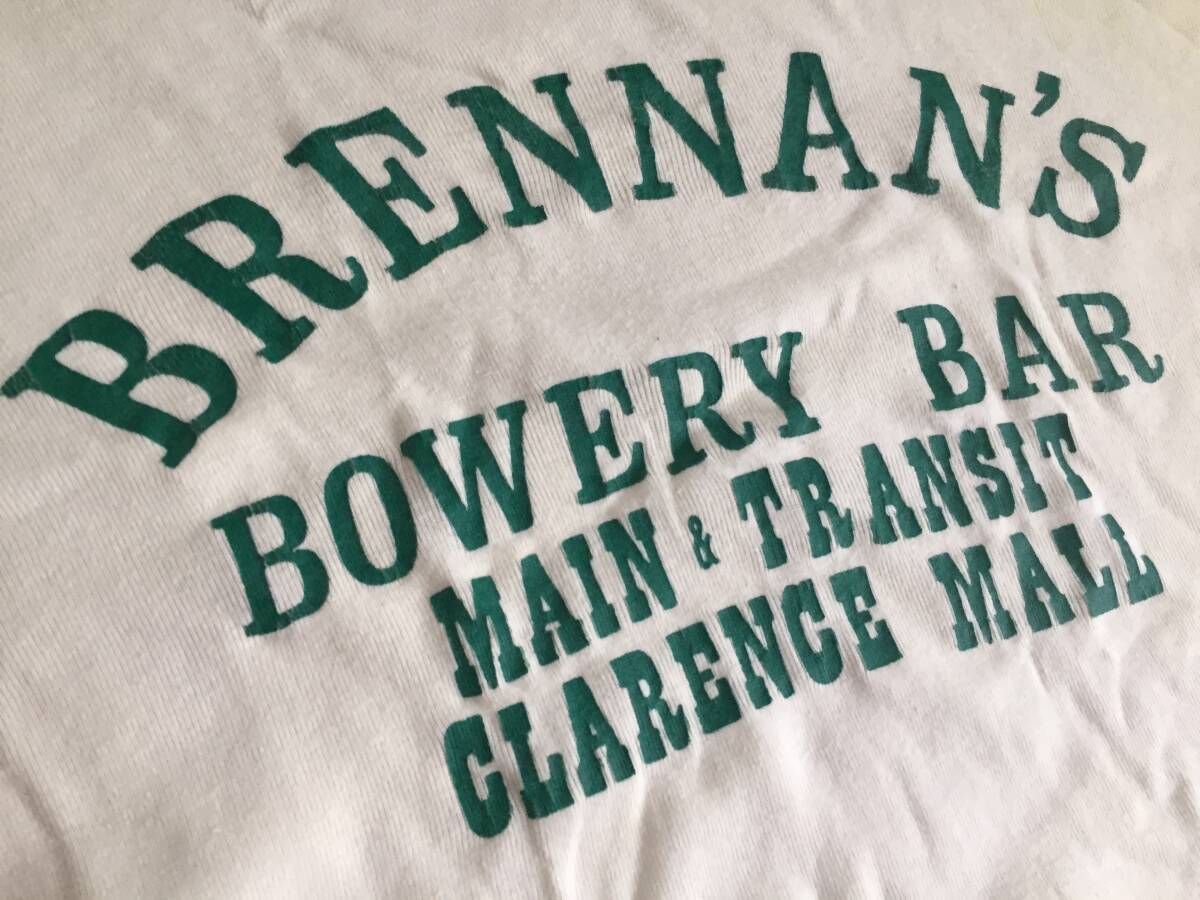 BRENNAN'S
BOWERY BAR
MAIN & TRANSIT
CLARENCE MALL